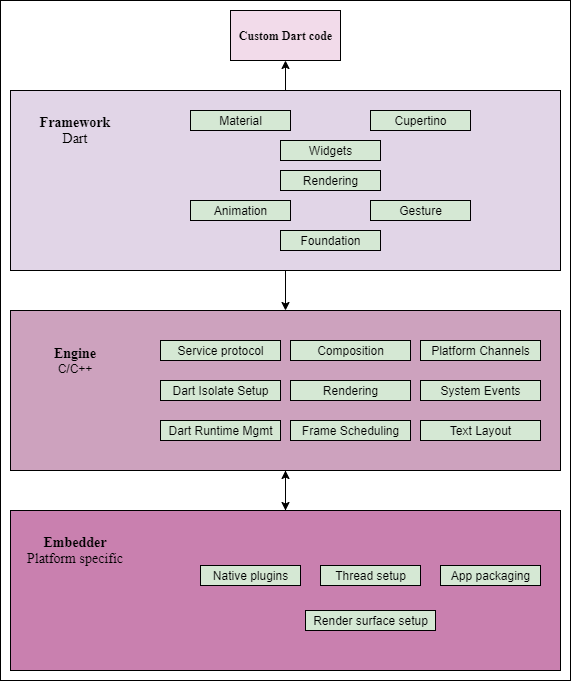 Custom Dart code
Framework
Dart
Material
Cupertino
Widgets
Rendering
Animation
Gesture
Foundation
Engine
C/C++
Service protocol
Composition
Platform Channels
Dart Isolate Setup
Rendering
System Events
Dart Runtime Mgmt
Frame Scheduling
Text Layout
Embedder
Platform specific
Native plugins
Thread setup
App packaging
Render surface setup